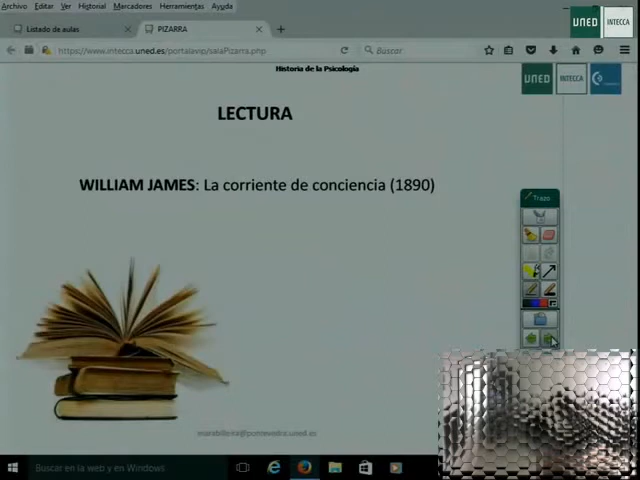 Archivo Editar Ver Historial Marcadores Herramientas Ayuda
UNED INTECCA
Listado de aulas
PIZARRA
https://www.intecca.uned.es/portalavip/salaPizarra.php
Buscar
Historia de la Psicología
UNED INTECCA
LECTURA
WILLIAM JAMES: La corriente de conciencia (1890)
Trazo
Buscar en la web y en Windows